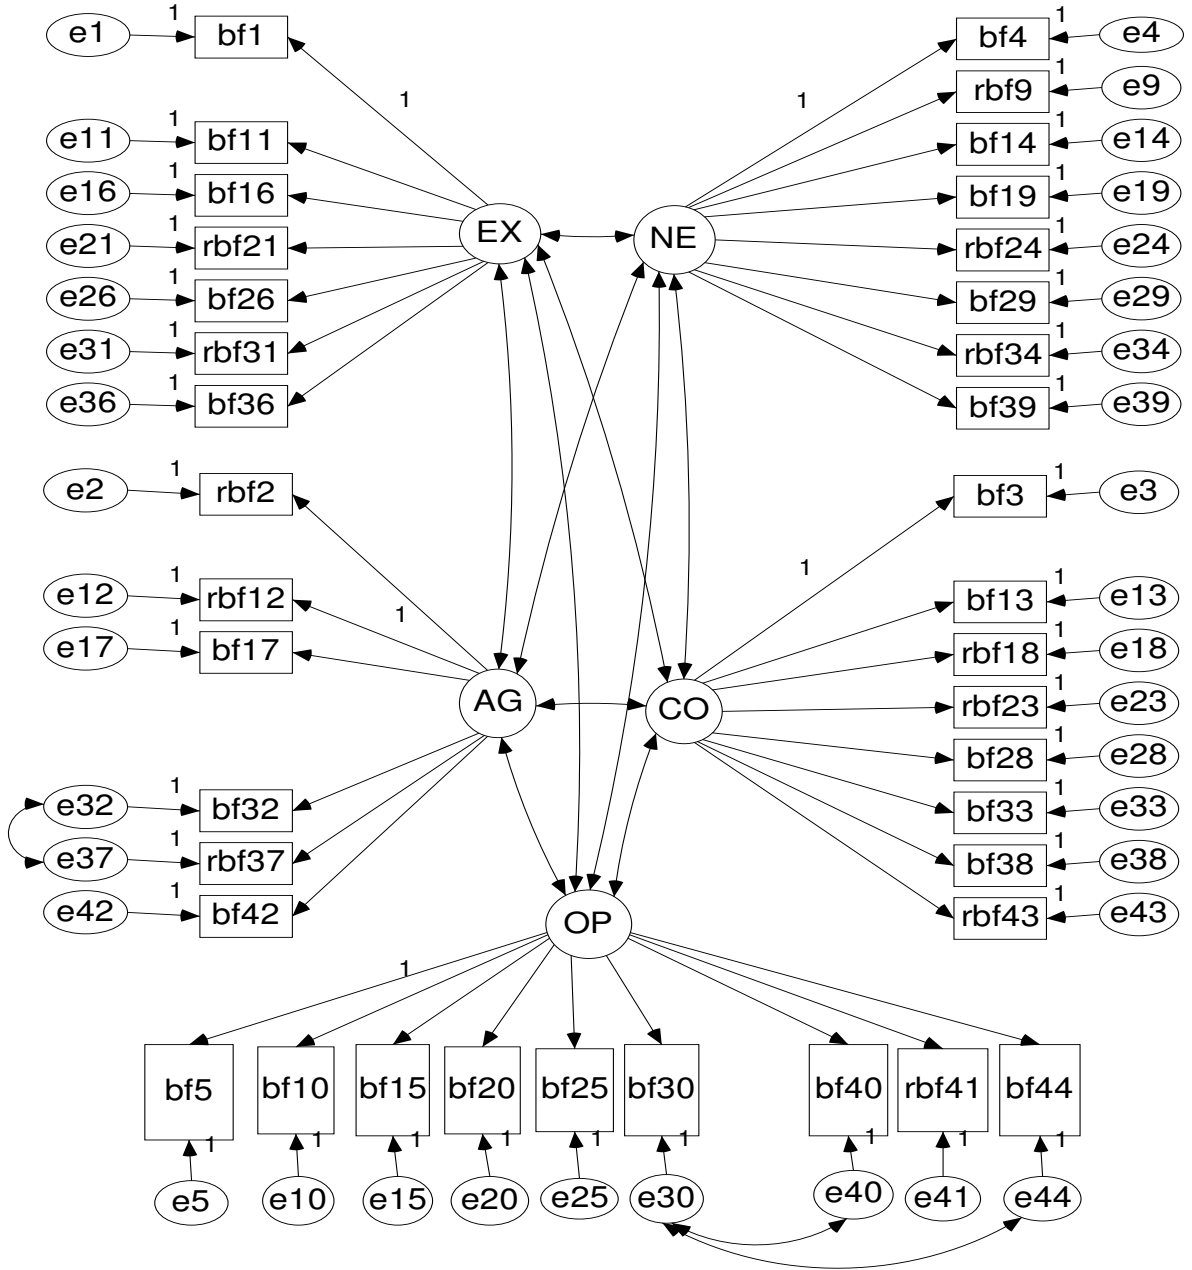 e1 1 bf1
1
e11 1 bf11
e16 1 bf16
e21 1 rbf21
e26 1 bf26
e31 1 rbf31
e36 1 bf36
EX
NE
1
bf4 1 e4
rbf9 1 e9
bf14 1 e14
bf19 1 e19
rbf24 1 e24
bf29 1 e29
rbf34 1 e34
bf39 1 e39
e2 1 rbf2
e12 1 rbf12
1
e17 1 bf17
AG
e32 1 bf32
e37 1 rbf37
e42 1 bf42
CO
1
bf3 1 e3
bf13 1 e13
rbf18 1 e18
rbf23 1 e23
bf28 1 e28
bf33 1 e33
bf38 1 e38
rbf43 1 e43
OP
1
bf5 bf10 bf15 bf20 bf25 bf30 bf40 rbf41 bf44
1 1 1 1 1 1 1 1 1
e5 e10 e15 e20 e25 e30 e40 e41 e44